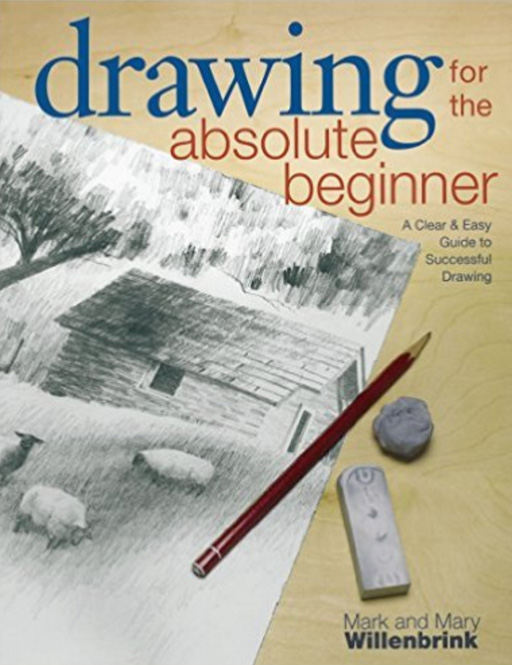 drawing
for
the
absolute
beginner
A Clear & Easy
Guide to
Successful
Drawing
Mark and Mary
Willenbrink